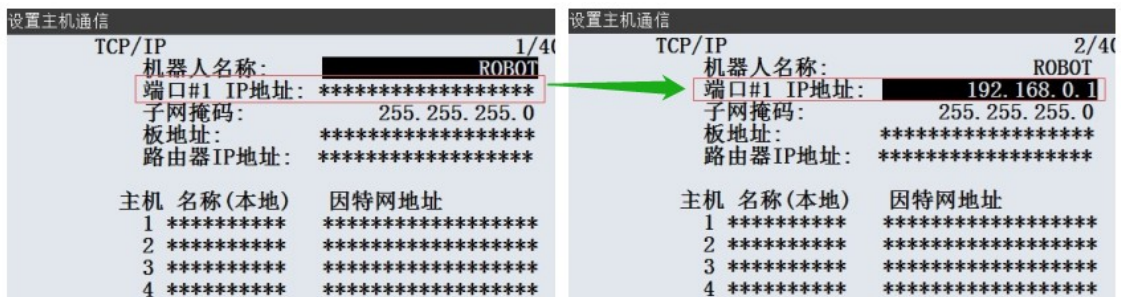 设置主机通信
TCP/IP 1/40
机器人名称: ROBOT
端口#1 IP地址: ******************
子网掩码: 255.255.255.0
板地址: ******************
路由器IP地址: ******************
主机 名称(本地) 因特网地址
1 ********** ******************
2 ********** ******************
3 ********** ******************
4 ********** ******************
设置主机通信
TCP/IP 2/40
机器人名称: ROBOT
端口#1 IP地址: 192.168.0.1
子网掩码: 255.255.255.0
板地址: ******************
路由器IP地址: ******************
主机 名称(本地) 因特网地址
1 ********** ******************
2 ********** ******************
3 ********** ******************
4 ********** ******************